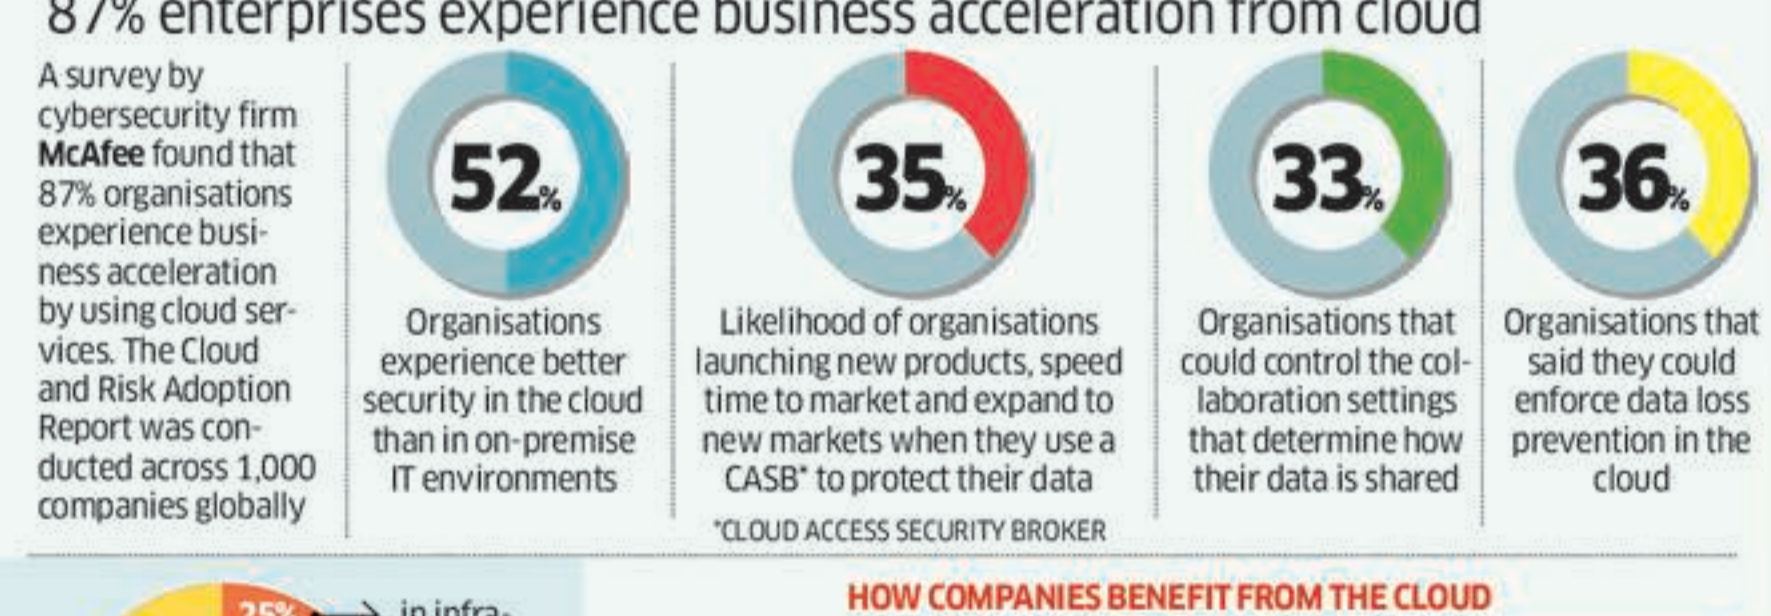 87% enterprises experience business acceleration from cloud
A survey by
cybersecurity firm
McAfee found that
87% organisations
experience busi-
ness acceleration
by using cloud ser-
vices. The Cloud
and Risk Adoption
Report was con-
ducted across 1,000
companies globally
52%
Organisations
experience better
security in the cloud
than in on-premise
IT environments
35%
Likelihood of organisations
launching new products, speed
time to market and expand to
new markets when they use a
CASB* to protect their data
*CLOUD ACCESS SECURITY BROKER
33%
Organisations that
could control the col-
laboration settings
that determine how
their data is shared
36%
Organisations that
said they could
enforce data loss
prevention in the
cloud
25%
in infra-
HOW COMPANIES BENEFIT FROM THE CLOUD